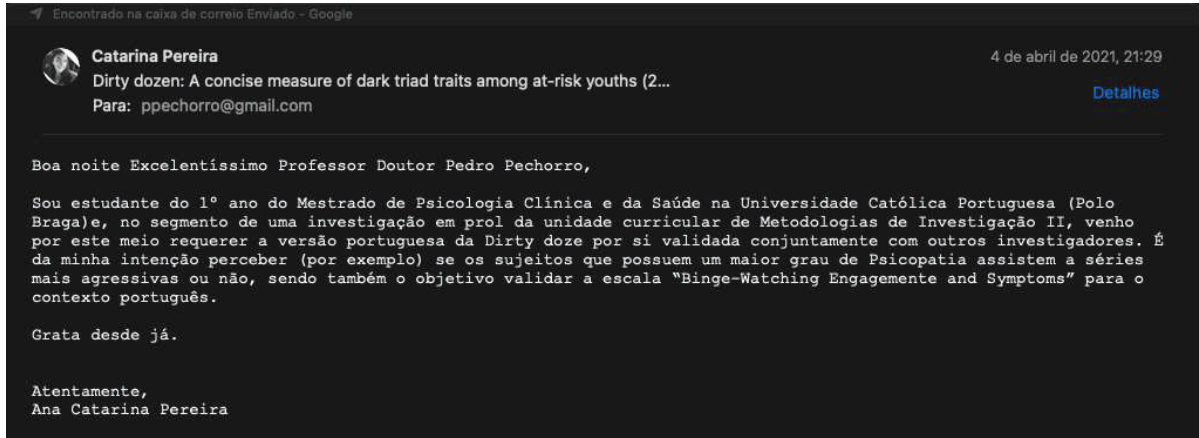 Encontrado na caixa de correio Enviado - Google
Catarina Pereira
4 de abril de 2021, 21:29
Dirty dozen: A concise measure of dark triad traits among at-risk youths (2...
Detalhes
Para: ppechorro@gmail.com
Boa noite Excelentíssimo Professor Doutor Pedro Pechorro,
Sou estudante do 1º ano do Mestrado de Psicologia Clínica e da Saúde na Universidade Católica Portuguesa (Polo
Braga)e, no segmento de uma investigação em prol da unidade curricular de Metodologias de Investigação II, venho
por este meio requerer a versão portuguesa da Dirty doze por si validada conjuntamente com outros investigadores. É
da minha intenção perceber (por exemplo) se os sujeitos que possuem um maior grau de Psicopatia assistem a séries
mais agressivas ou não, sendo também o objetivo validar a escala “Binge-Watching Engagemente and Symptoms” para o
contexto português.
Grata desde já.
Atentamente,
Ana Catarina Pereira